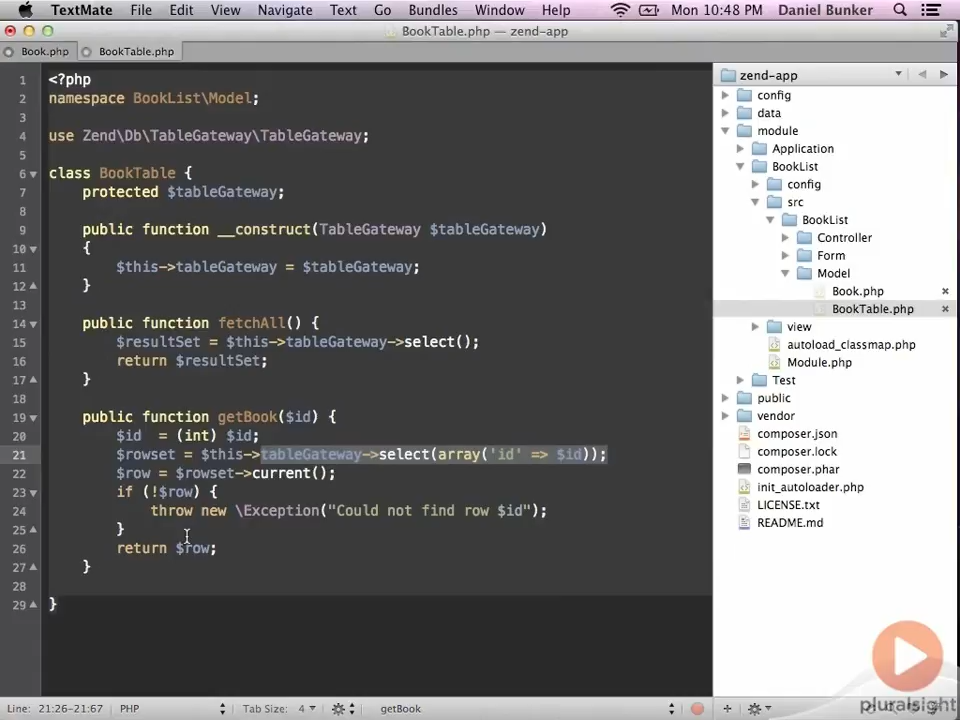 TextMate File Edit View Navigate Text Go Bundles Window Help Mon 10:48 PM Daniel Bunker
BookTable.php — zend-app
Book.php BookTable.php
1 <?php
2 namespace BookList\Model;
3
4 use Zend\Db\TableGateway\TableGateway;
5
6 class BookTable {
7 protected $tableGateway;
8
9 public function __construct(TableGateway $tableGateway)
10 {
11 $this->tableGateway = $tableGateway;
12 }
13
14 public function fetchAll() {
15 $resultSet = $this->tableGateway->select();
16 return $resultSet;
17 }
18
19 public function getBook($id) {
20 $id  = (int) $id;
21 $rowset = $this->tableGateway->select(array('id' => $id));
22 $row = $rowset->current();
23 if (!$row) {
24 throw new \Exception("Could not find row $id");
25 }
26 return $row;
27 }
28
29 }
zend-app
config
data
module
Application
BookList
config
src
BookList
Controller
Form
Model
Book.php
BookTable.php
view
autoload_classmap.php
Module.php
Test
public
vendor
composer.json
composer.lock
composer.phar
init_autoloader.php
LICENSE.txt
README.md
pluralsight
Line: 21:26-21:67 PHP Tab Size: 4 getBook